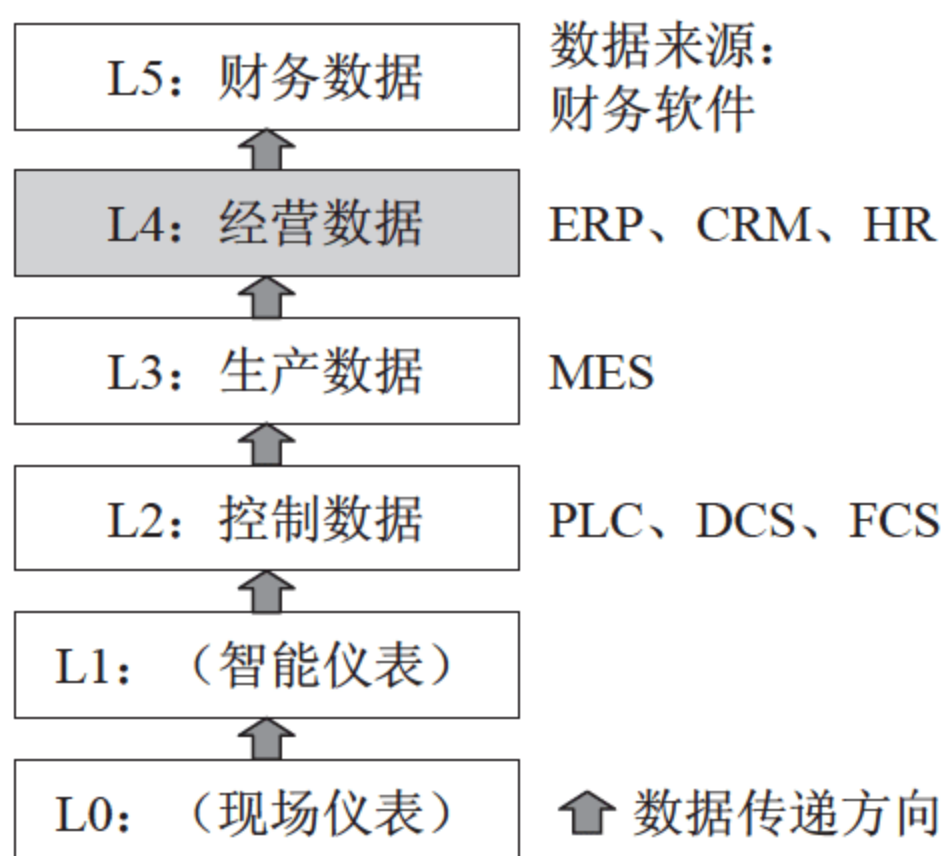 L5：财务数据
数据来源：
财务软件
L4：经营数据
ERP、CRM、HR
L3：生产数据
MES
L2：控制数据
PLC、DCS、FCS
L1：（智能仪表）
L0：（现场仪表）
数据传递方向